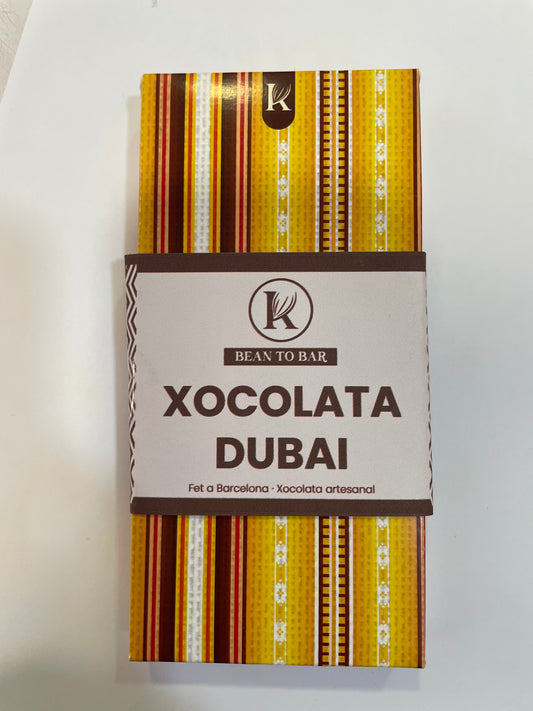 K
K
BEAN TO BAR
XOCOLATA
DUBAI
Fet a Barcelona · Xocolata artesanal